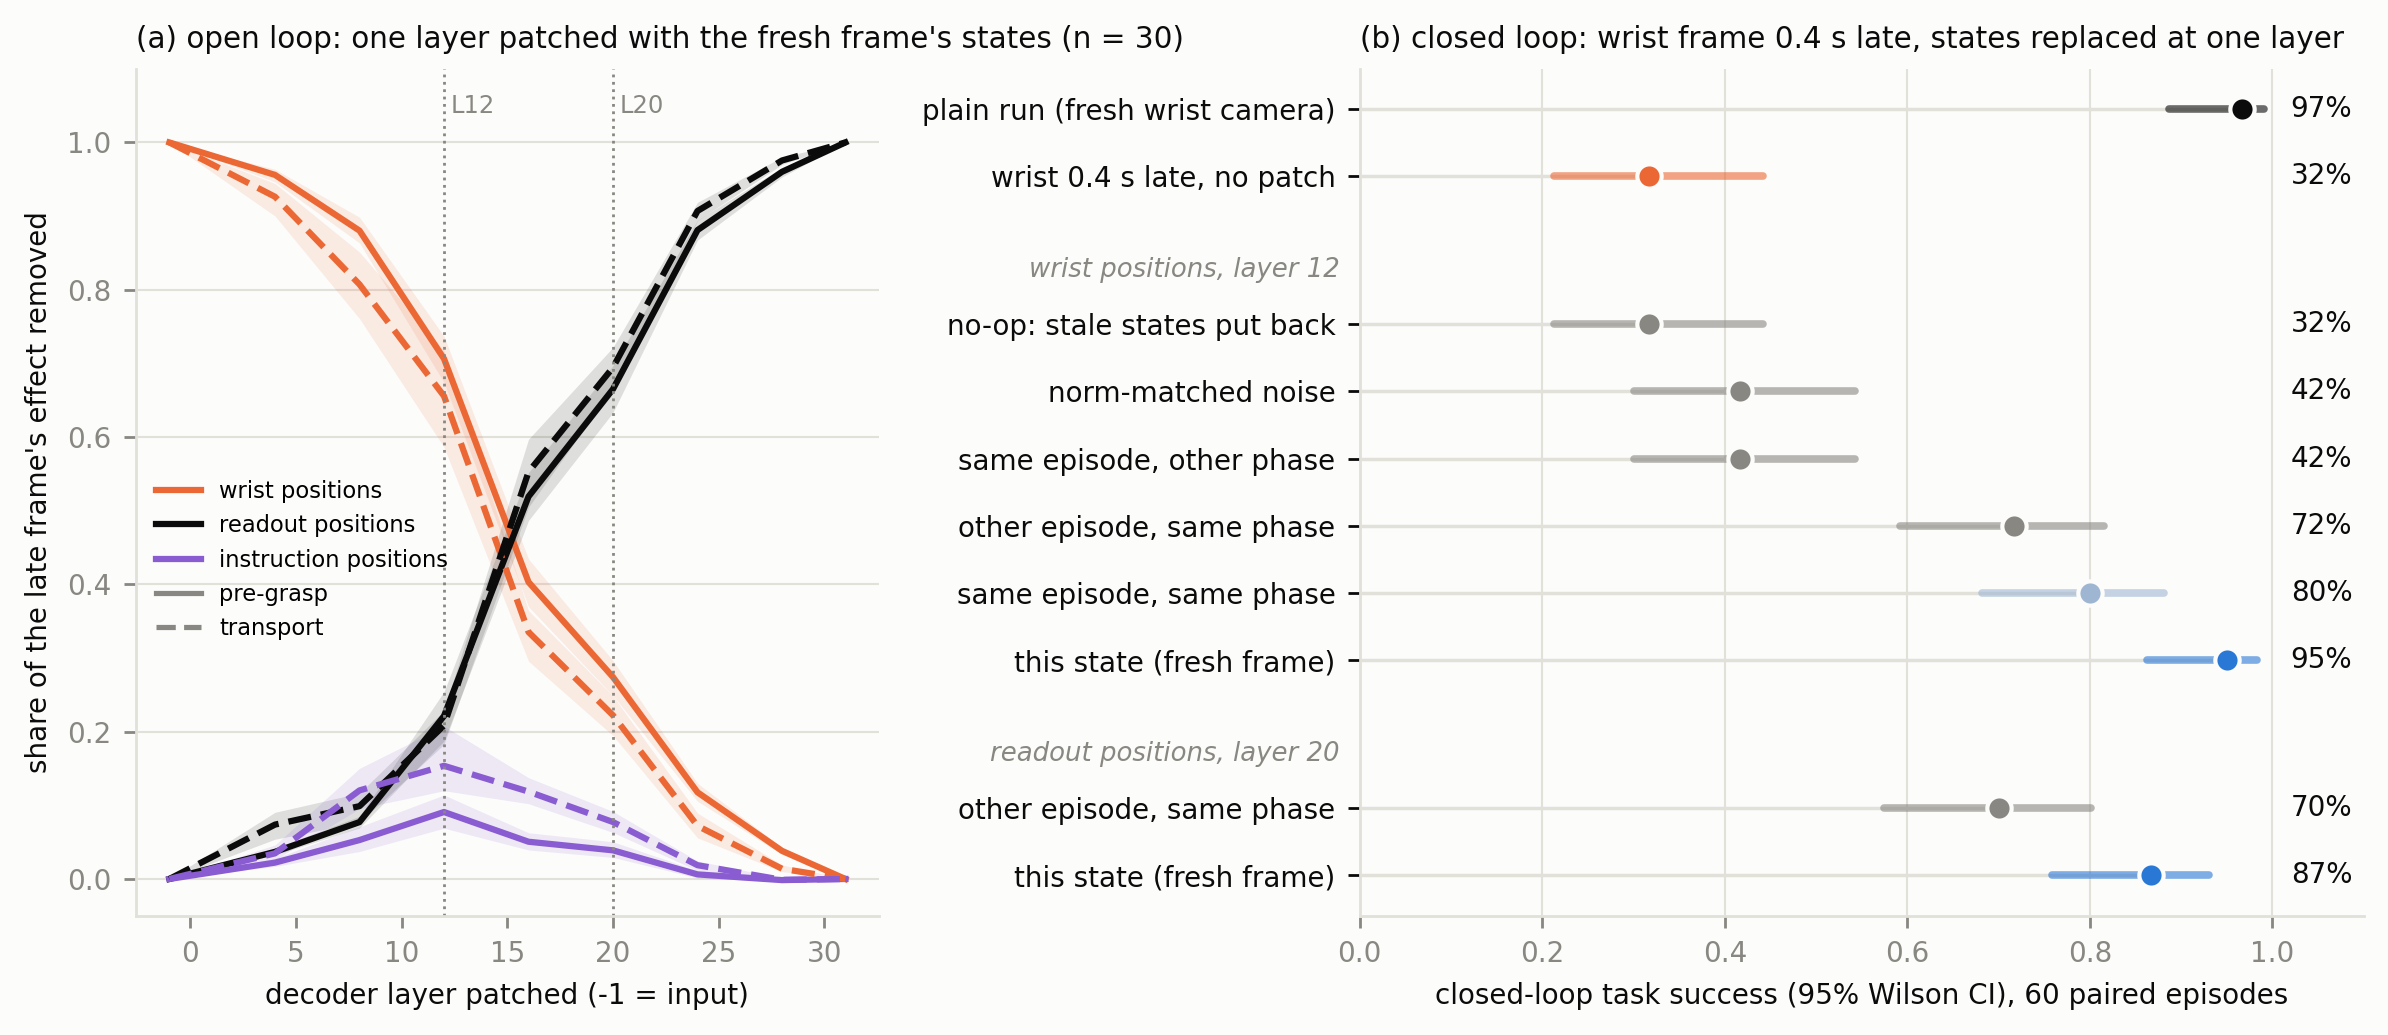 (a) open loop: one layer patched with the fresh frame's states (n = 30)
share of the late frame's effect removed
1.0
0.8
0.6
0.4
0.2
0.0
L12
L20
wrist positions
readout positions
instruction positions
pre-grasp
transport
0
5
10
15
20
25
30
decoder layer patched (-1 = input)
(b) closed loop: wrist frame 0.4 s late, states replaced at one layer
plain run (fresh wrist camera) 97%
wrist 0.4 s late, no patch 32%
wrist positions, layer 12
no-op: stale states put back 32%
norm-matched noise 42%
same episode, other phase 42%
other episode, same phase 72%
same episode, same phase 80%
this state (fresh frame) 95%
readout positions, layer 20
other episode, same phase 70%
this state (fresh frame) 87%
0.0
0.2
0.4
0.6
0.8
1.0
closed-loop task success (95% Wilson CI), 60 paired episodes